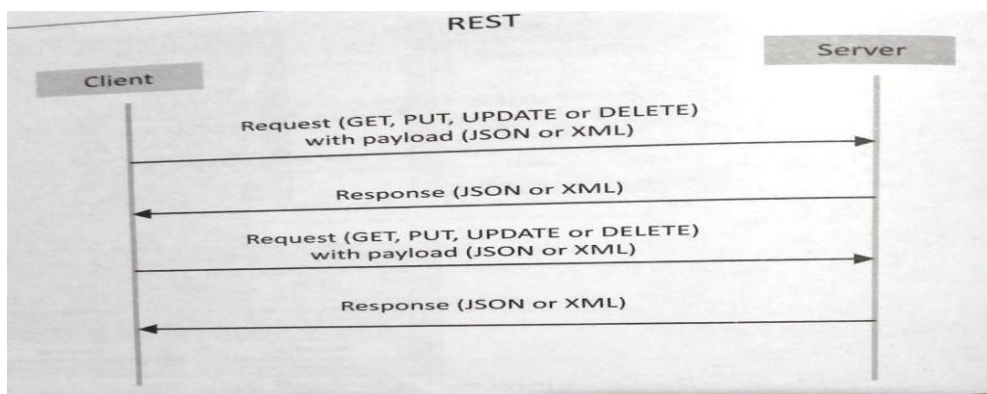 REST
Client
Server
Request (GET, PUT, UPDATE or DELETE)
with payload (JSON or XML)
Response (JSON or XML)
Request (GET, PUT, UPDATE or DELETE)
with payload (JSON or XML)
Response (JSON or XML)